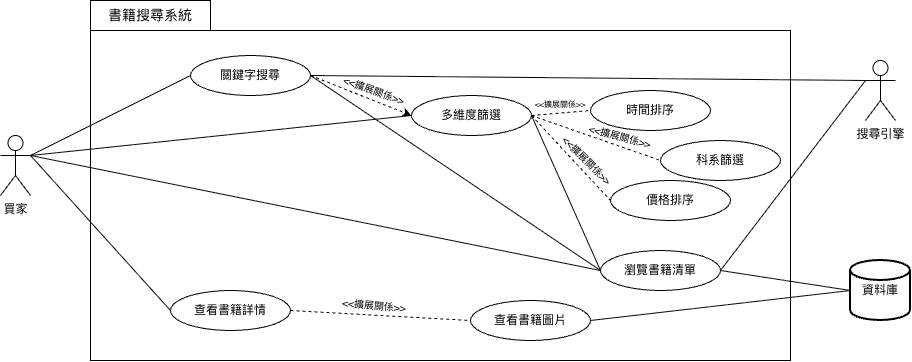 書籍搜尋系統
關鍵字搜尋
<<擴展關係>>
多維度篩選
<<擴展關係>>
時間排序
搜尋引擎
<<擴展關係>>
科系篩選
<<擴展關係>>
價格排序
買家
瀏覽書籍清單
資料庫
查看書籍詳情
<<擴展關係>>
查看書籍圖片